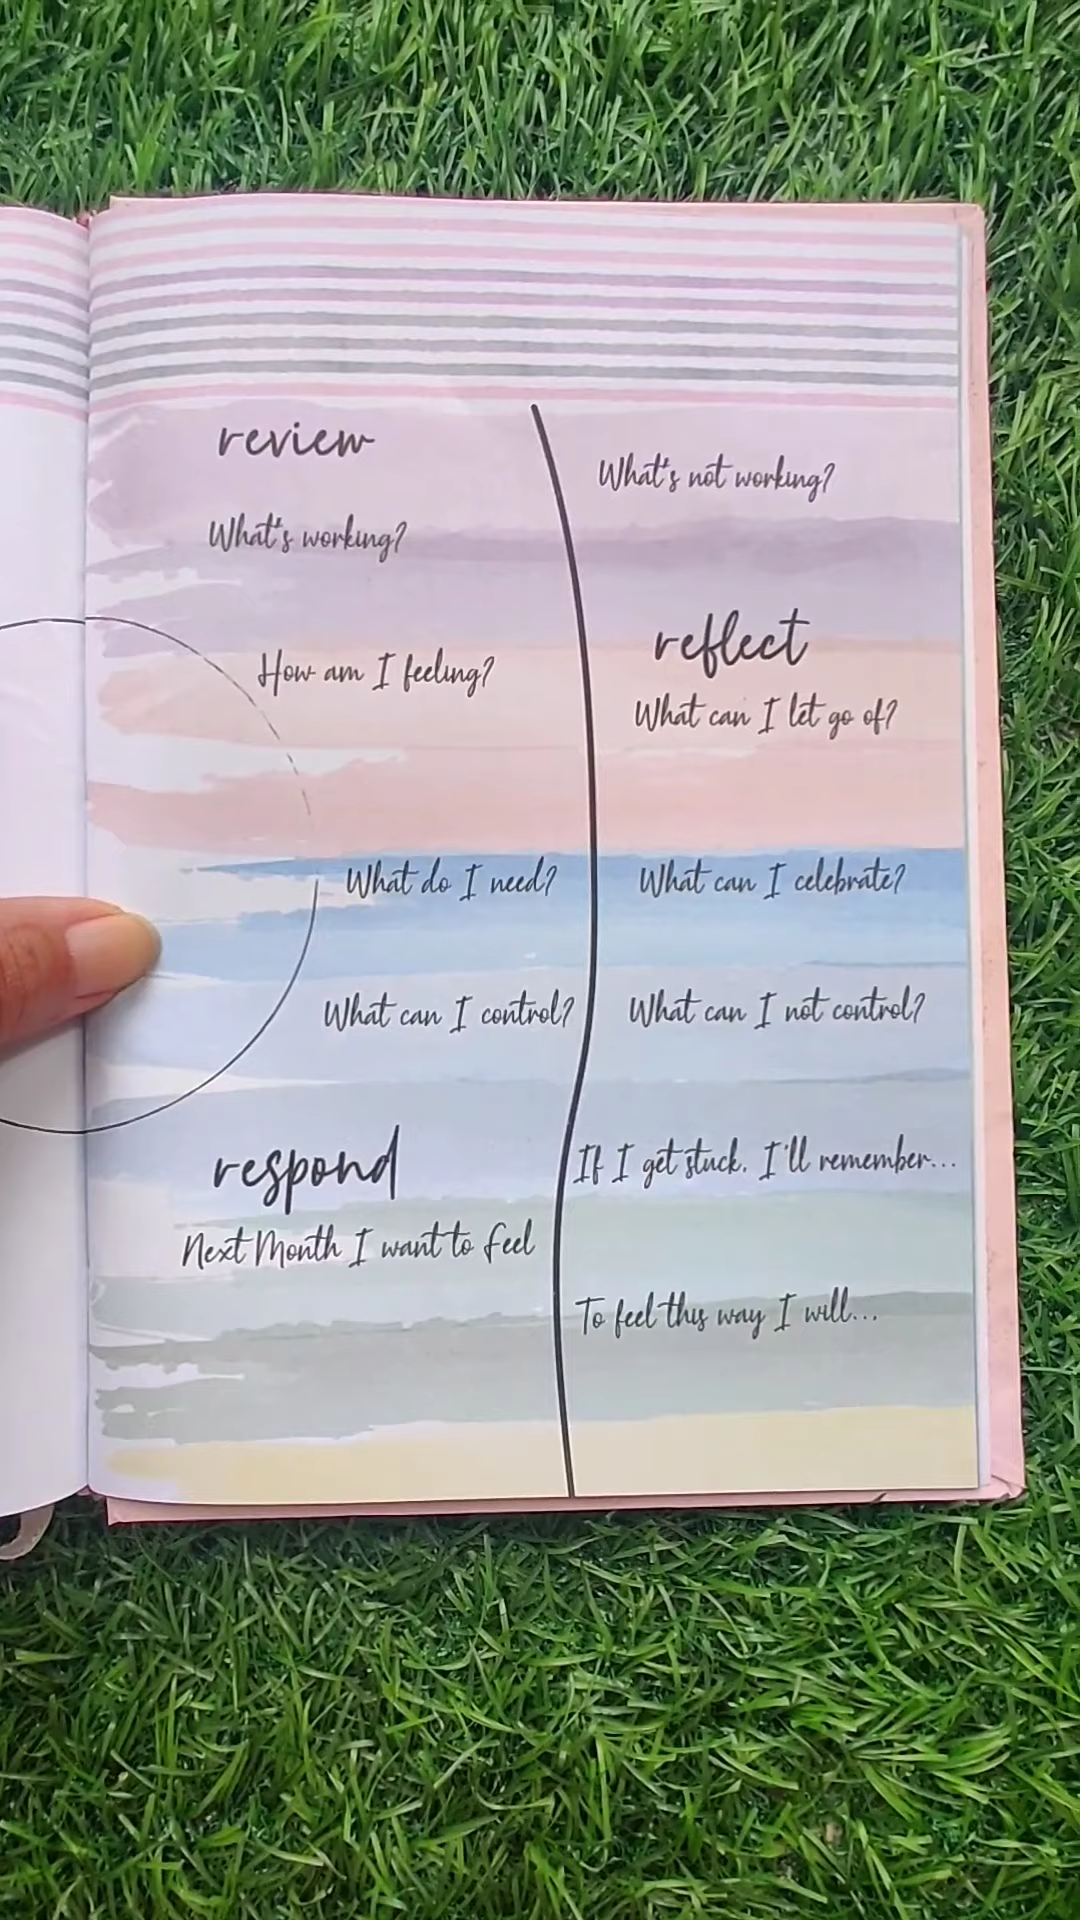 review
What's working?
How am I feeling?
What do I need?
What can I control?
respond
Next Month I want to feel
What's not working?
reflect
What can I let go of?
What can I celebrate?
What can I not control?
If I get stuck, I'll remember...
To feel this way I will...